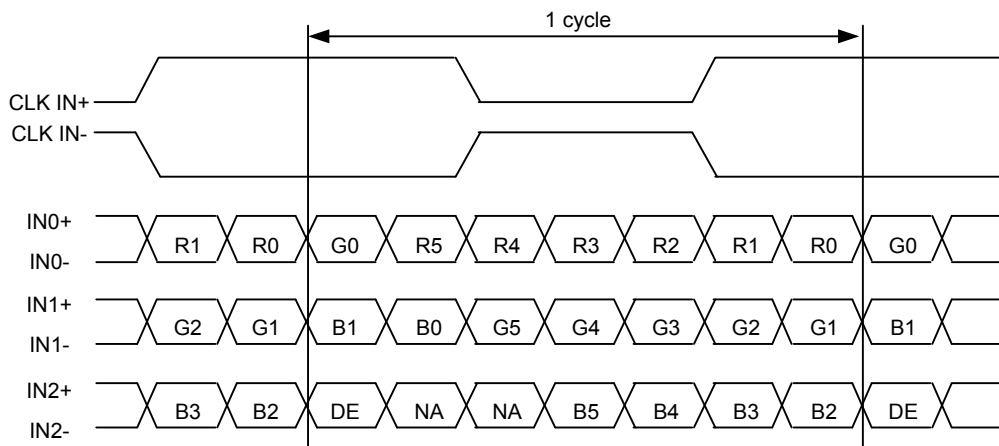 1 cycle
CLK IN+
CLK IN-
IN0+
IN0-
R1 R0 G0 R5 R4 R3 R2 R1 R0 G0
IN1+
IN1-
G2 G1 B1 B0 G5 G4 G3 G2 G1 B1
IN2+
IN2-
B3 B2 DE NA NA B5 B4 B3 B2 DE